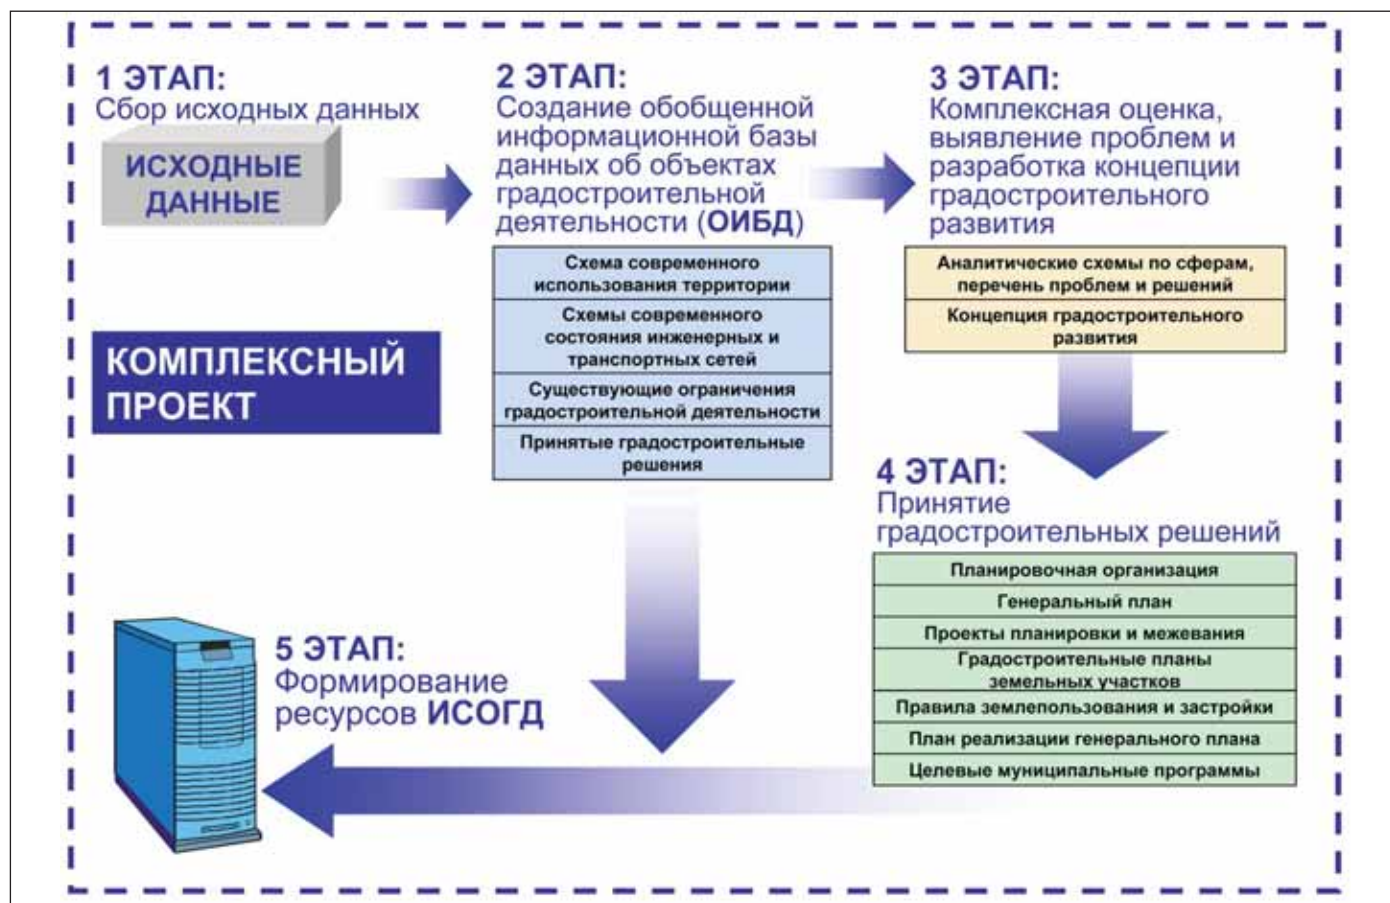 1 ЭТАП:
Сбор исходных данных
ИСХОДНЫЕ
ДАННЫЕ
2 ЭТАП:
Создание обобщенной
информационной базы
данных об объектах
градостроительной
деятельности (ОИБД)
Схема современного
использования территории
Схемы современного
состояния инженерных и
транспортных сетей
Существующие ограничения
градостроительной деятельности
Принятые градостроительные
решения
3 ЭТАП:
Комплексная оценка,
выявление проблем и
разработка концепции
градостроительного
развития
Аналитические схемы по сферам,
перечень проблем и решений
Концепция градостроительного
развития
КОМПЛЕКСНЫЙ
ПРОЕКТ
4 ЭТАП:
Принятие
градостроительных решений
Планировочная организация
Генеральный план
Проекты планировки и межевания
Градостроительные планы
земельных участков
Правила землепользования и застройки
План реализации генерального плана
Целевые муниципальные программы
5 ЭТАП:
Формирование
ресурсов ИСОГД